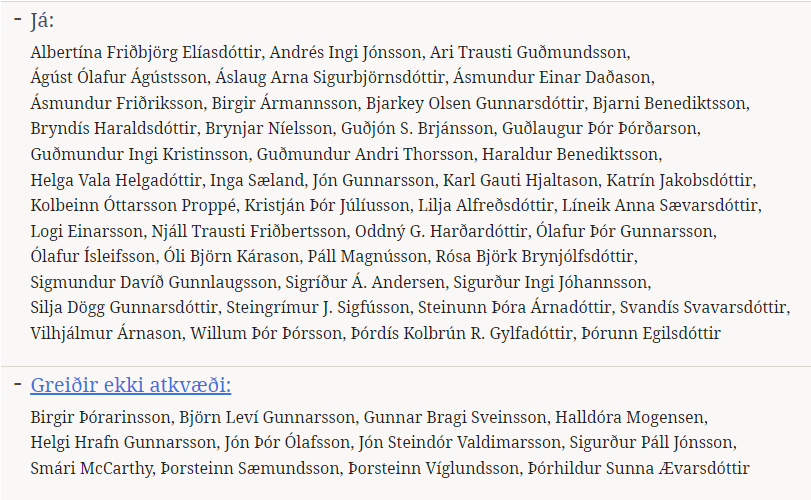 - Já:
Albertína Friðbjörg Elíasdóttir, Andrés Ingi Jónsson, Ari Trausti Guðmundsson,
Ágúst Ólafur Ágústsson, Áslaug Arna Sigurbjörnsdóttir, Ásmundur Einar Daðason,
Ásmundur Friðriksson, Birgir Ármannsson, Bjarkey Olsen Gunnarsdóttir, Bjarni Benediktsson,
Bryndís Haraldsdóttir, Brynjar Níelsson, Guðjón S. Brjánsson, Guðlaugur Þór Þórðarson,
Guðmundur Ingi Kristinsson, Guðmundur Andri Thorsson, Haraldur Benediktsson,
Helga Vala Helgadóttir, Inga Sæland, Jón Gunnarsson, Karl Gauti Hjaltason, Katrín Jakobsdóttir,
Kolbeinn Óttarsson Proppé, Kristján Þór Júlíusson, Lilja Alfreðsdóttir, Líneik Anna Sævarsdóttir,
Logi Einarsson, Njáll Trausti Friðbertsson, Oddný G. Harðardóttir, Ólafur Þór Gunnarsson,
Ólafur Ísleifsson, Óli Björn Kárason, Páll Magnússon, Rósa Björk Brynjólfsdóttir,
Sigmundur Davíð Gunnlaugsson, Sigríður Á. Andersen, Sigurður Ingi Jóhannsson,
Silja Dögg Gunnarsdóttir, Steingrímur J. Sigfússon, Steinunn Þóra Árnadóttir, Svandís Svavarsdóttir,
Vilhjálmur Árnason, Willum Þór Þórsson, Þórdís Kolbrún R. Gylfadóttir, Þórunn Egilsdóttir
- Greiðir ekki atkvæði:
Birgir Þórarinsson, Björn Leví Gunnarsson, Gunnar Bragi Sveinsson, Halldóra Mogensen,
Helgi Hrafn Gunnarsson, Jón Þór Ólafsson, Jón Steindór Valdimarsson, Sigurður Páll Jónsson,
Smári McCarthy, Þorsteinn Sæmundsson, Þorsteinn Víglundsson, Þórhildur Sunna Ævarsdóttir